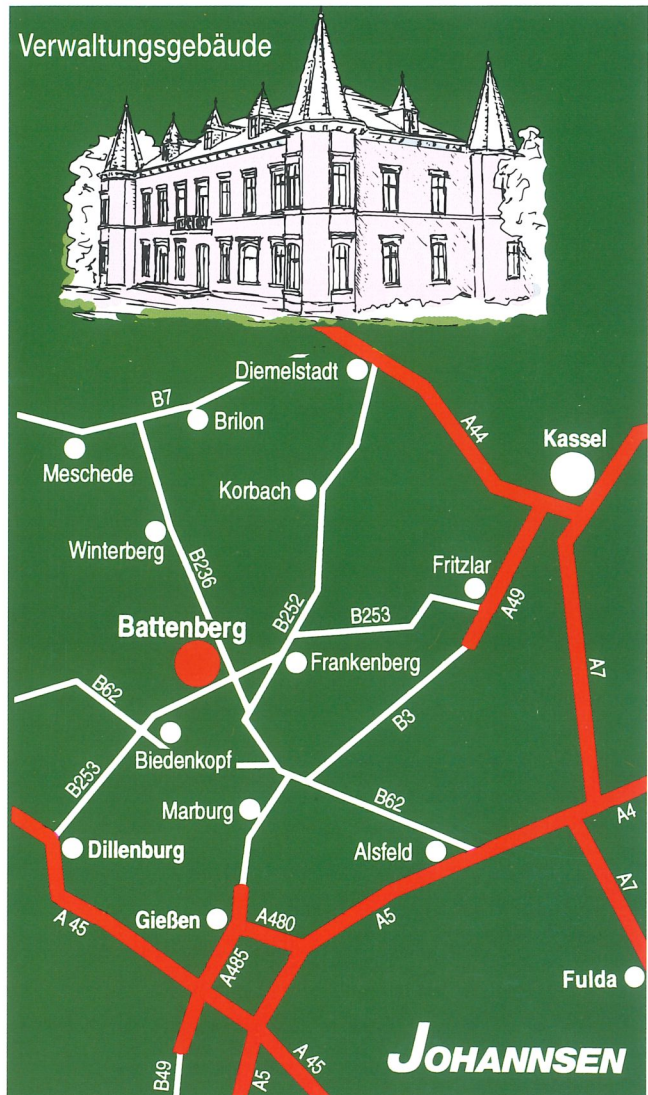 Verwaltungsgebäude
Diemelstadt
B7
Brilon
A44
Kassel
Meschede
Korbach
Winterberg
B236
Fritzlar
A49
B252
B253
Battenberg
Frankenberg
A7
B62
B3
Biedenkopf
B253
Marburg
B62
A4
Dillenburg
Alsfeld
A7
A 45
Gießen
A480
A5
A485
Fulda
JOHANNSEN
A 45
B49
A5